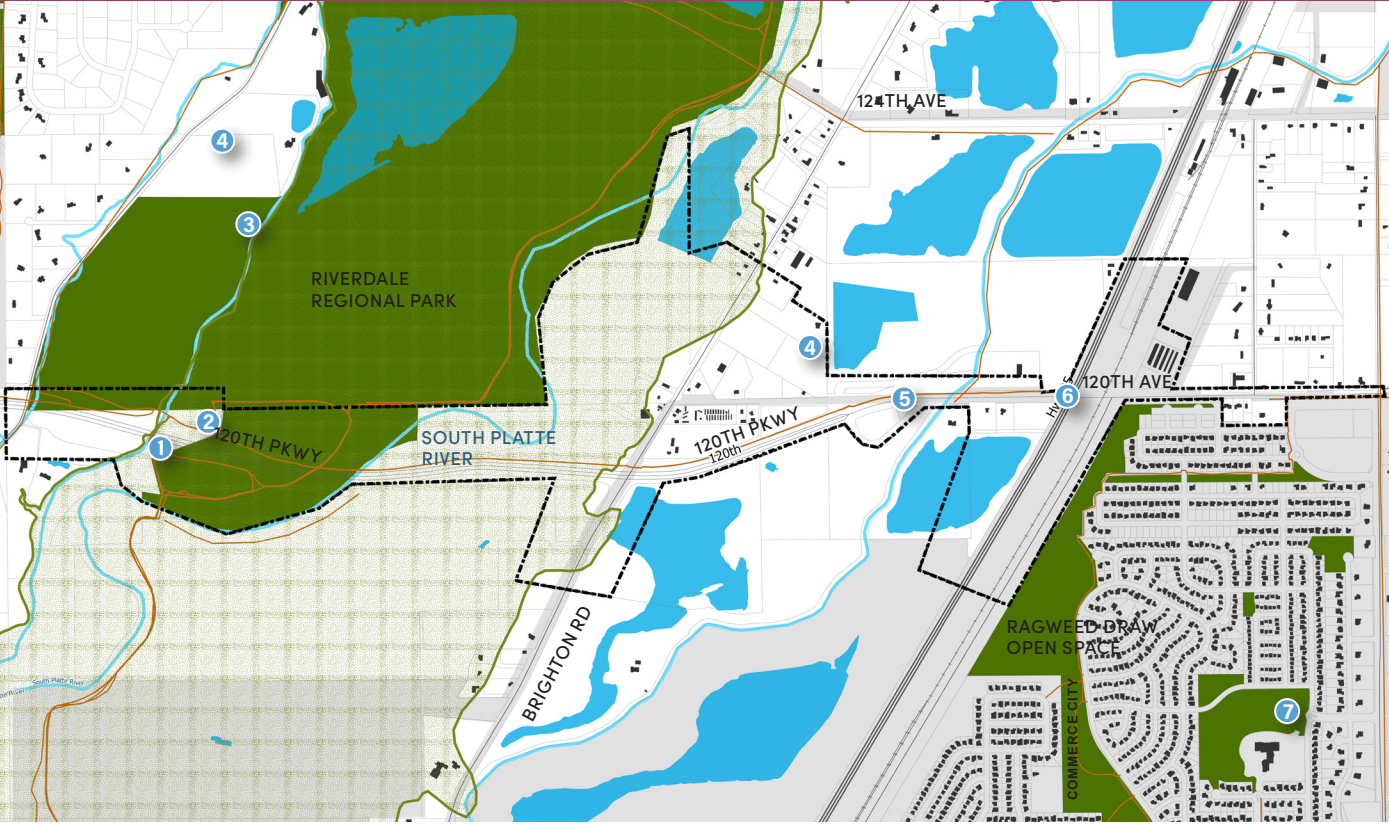 124TH AVE
4
3
RIVERDALE
REGIONAL PARK
4
120TH AVE
6
5
2
120TH PKWY
120TH PKWY
120th
1
SOUTH PLATTE
RIVER
BRIGHTON RD
RAGWEED DRAW
OPEN SPACE
South Platte River
River
COMMERCE CITY
7